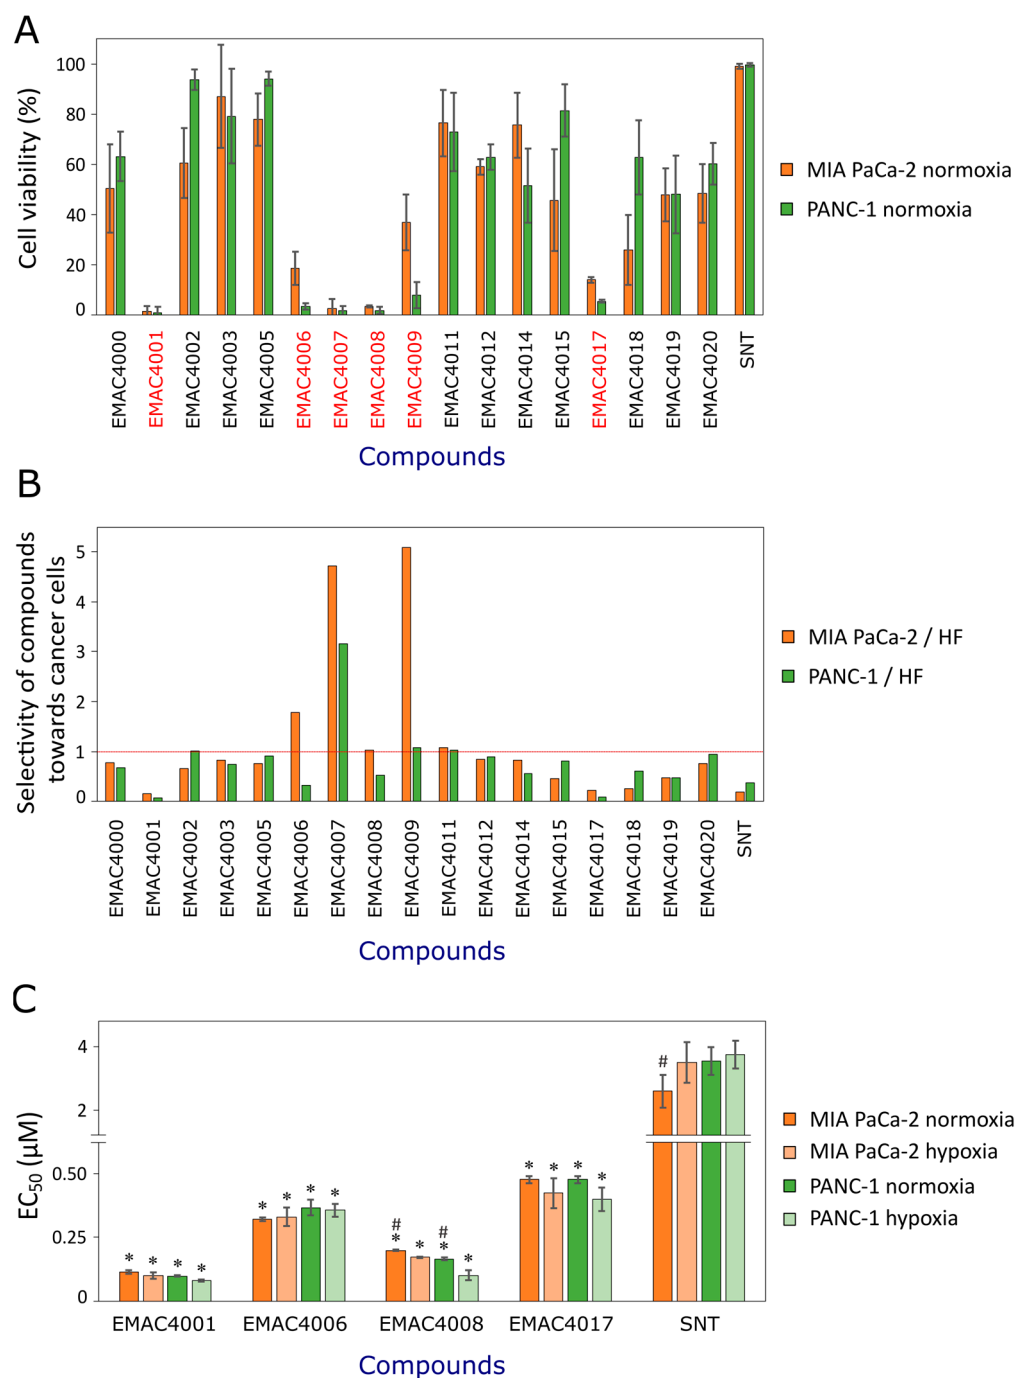 A
Cell viability (%)
100
80
60
40
20
0
EMAC4000
EMAC4001
EMAC4002
EMAC4003
EMAC4005
EMAC4006
EMAC4007
EMAC4008
EMAC4009
EMAC4011
EMAC4012
EMAC4014
EMAC4015
EMAC4017
EMAC4018
EMAC4019
EMAC4020
SNT
Compounds
MIA PaCa-2 normoxia
PANC-1 normoxia
B
Selectivity of compounds
towards cancer cells
5
4
3
2
1
0
EMAC4000
EMAC4001
EMAC4002
EMAC4003
EMAC4005
EMAC4006
EMAC4007
EMAC4008
EMAC4009
EMAC4011
EMAC4012
EMAC4014
EMAC4015
EMAC4017
EMAC4018
EMAC4019
EMAC4020
SNT
Compounds
MIA PaCa-2 / HF
PANC-1 / HF
C
EC50 (µM)
4
2
0.50
0.25
0
* * * *
* * * *
# #
* * * *
* * * *
#
EMAC4001 EMAC4006 EMAC4008 EMAC4017 SNT
Compounds
MIA PaCa-2 normoxia
MIA PaCa-2 hypoxia
PANC-1 normoxia
PANC-1 hypoxia